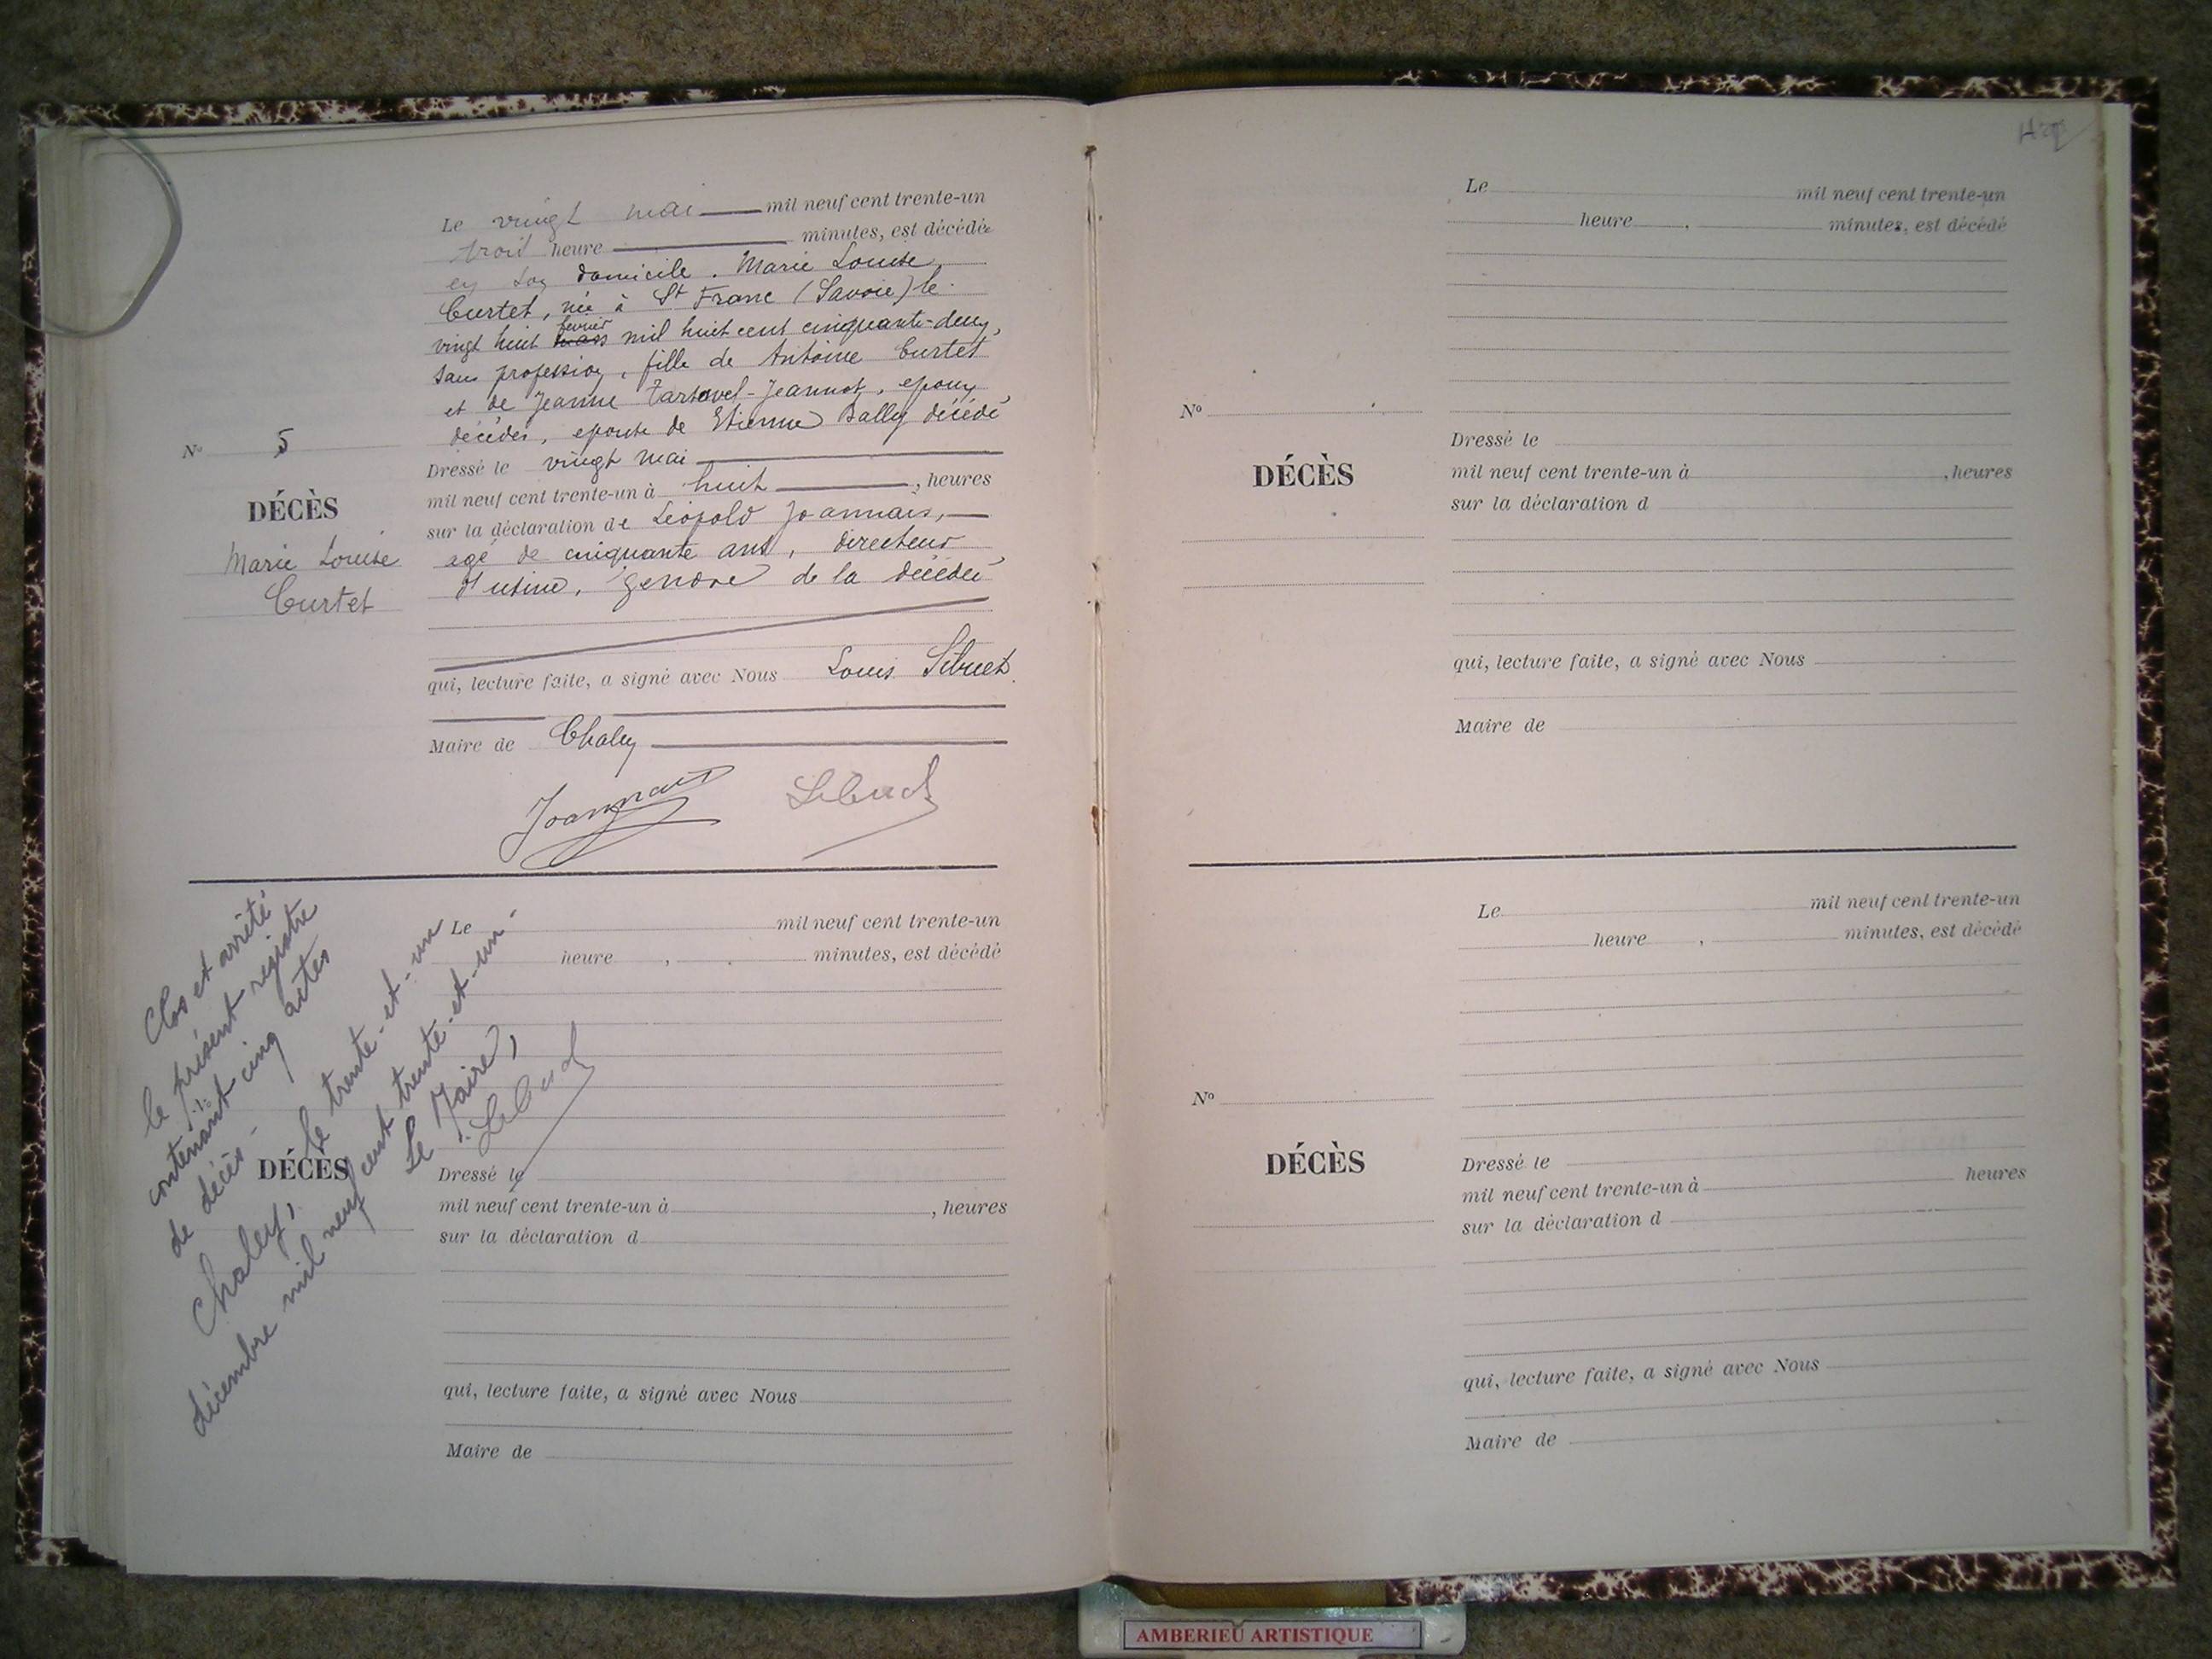 N° 5
DÉCÈS
Marie Louise
Curtet
Le vingt mai mil neuf cent trente-un
trois heure minutes, est décédée
en son domicile. Marie Louise
Curtet, née à St Franc (Savoie) le
vingt huit février mars mil huit cent cinquante-deux,
sans profession, fille de Antoine Curtet
et de Jeanne Tartavel-Jeannot, epoux
décédés, epouse de Etienne Bally décédé
Dressé le vingt mai
mil neuf cent trente-un à huit, heures
sur la déclaration de Léopold Joannais,
agé de cinquante ans, directeur
d'usine, gendre de la décédée
qui, lecture faite, a signé avec Nous Louis Sibuet
Maire de Chaley
Joannais Sibuet
Clos et arrêté
le présent registre
contenant cinq actes
de décès.
Chaley, le trente-et-un
décembre mil neuf cent trente-et-un
Le Maire,
Sibuet
Le mil neuf cent trente-un
heure , minutes, est décédé
DÉCÈS
Dressé le
mil neuf cent trente-un à , heures
sur la déclaration d
qui, lecture faite, a signé avec Nous
Maire de
Le mil neuf cent trente-un
heure , minutes, est décédé
N°
DÉCÈS
Dressé le
mil neuf cent trente-un à , heures
sur la déclaration d
qui, lecture faite, a signé avec Nous
Maire de
Le mil neuf cent trente-un
heure , minutes, est décédé
N°
DÉCÈS
Dressé le
mil neuf cent trente-un à heures
sur la déclaration d
qui, lecture faite, a signé avec Nous
Maire de
AMBERIEU ARTISTIQUE